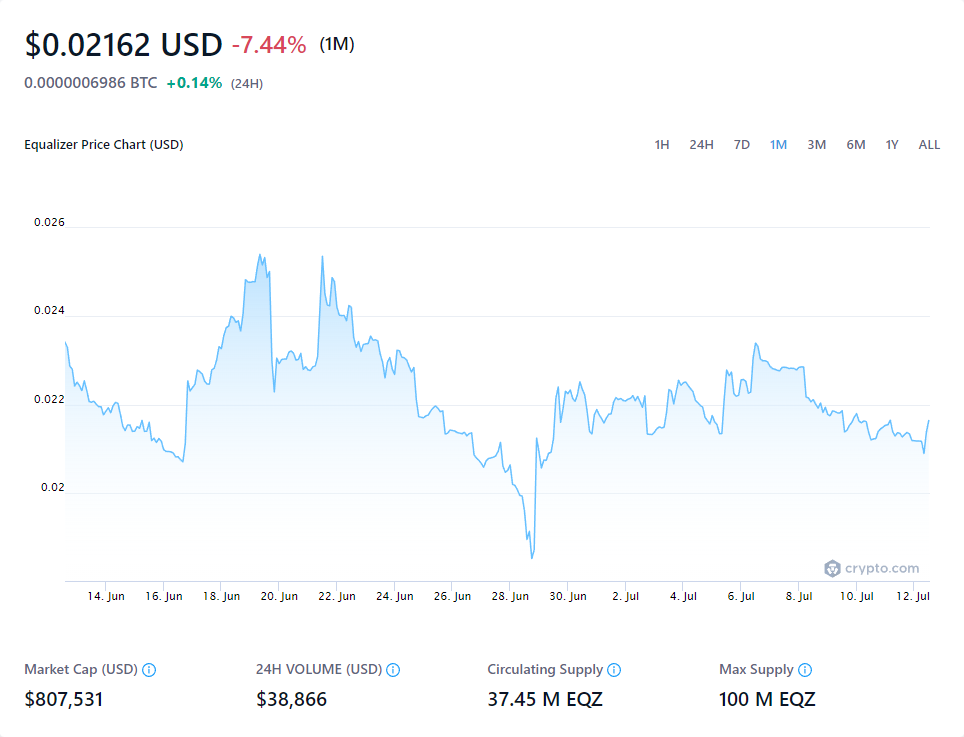 $0.02162 USD -7.44% (1M)
0.0000006986 BTC +0.14% (24H)
Equalizer Price Chart (USD) 1H 24H 7D 1M 3M 6M 1Y ALL
0.026
0.024
0.022
0.02
crypto.com
14. Jun 16. Jun 18. Jun 20. Jun 22. Jun 24. Jun 26. Jun 28. Jun 30. Jun 2. Jul 4. Jul 6. Jul 8. Jul 10. Jul 12. Jul
Market Cap (USD) 24H VOLUME (USD) Circulating Supply Max Supply
$807,531 $38,866 37.45 M EQZ 100 M EQZ